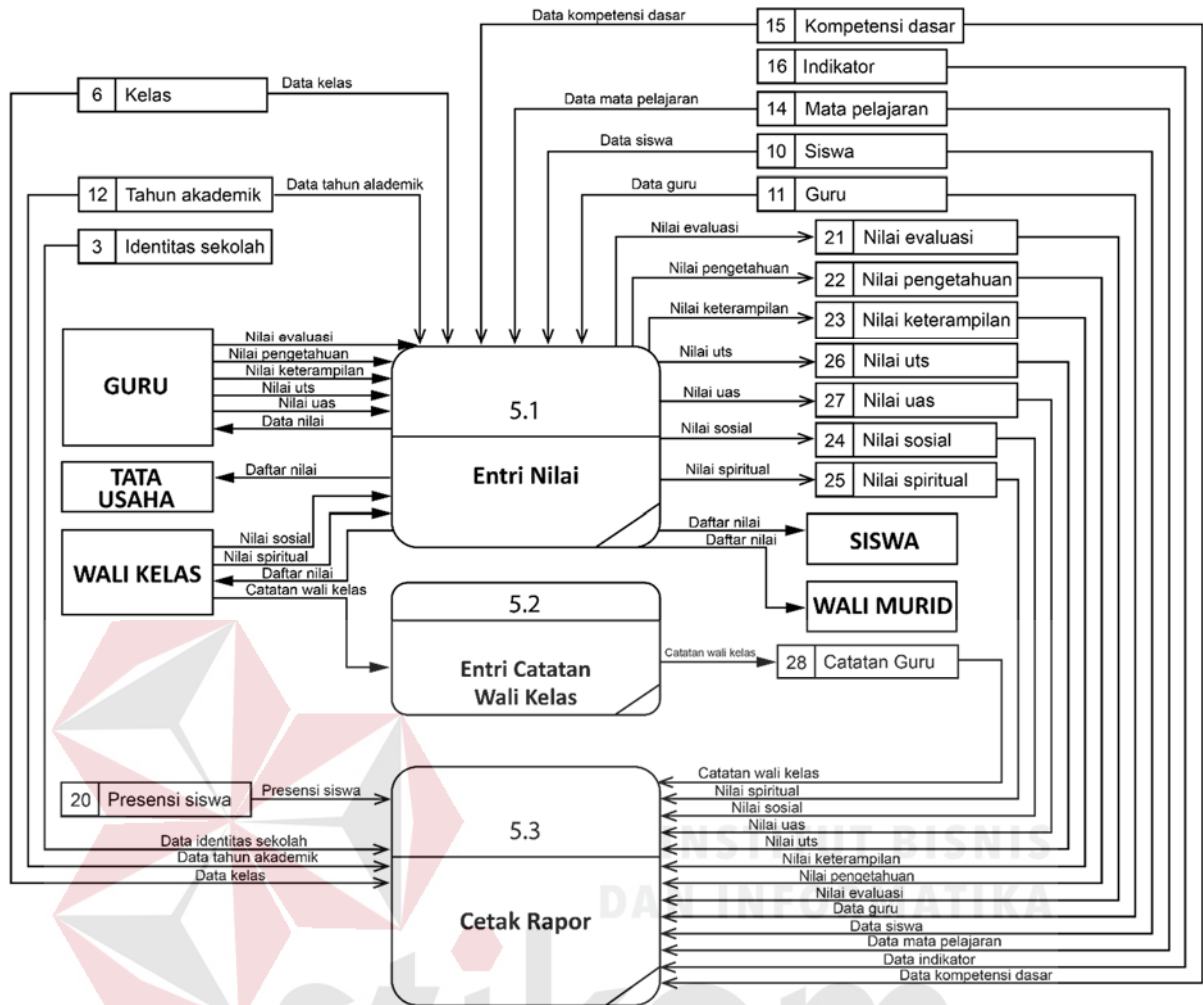 Data kompetensi dasar
15 Kompetensi dasar
16 Indikator
6 Kelas
Data kelas
Data mata pelajaran
14 Mata pelajaran
Data siswa
10 Siswa
12 Tahun akademik
Data tahun alademik
Data guru
11 Guru
3 Identitas sekolah
Nilai evaluasi
21 Nilai evaluasi
Nilai pengetahuan
22 Nilai pengetahuan
Nilai keterampilan
23 Nilai keterampilan
GURU
Nilai evaluasi
Nilai pengetahuan
Nilai keterampilan
Nilai uts
Nilai uas
Data nilai
5.1
Entri Nilai
Nilai uts
26 Nilai uts
Nilai uas
27 Nilai uas
Nilai sosial
24 Nilai sosial
Nilai spiritual
25 Nilai spiritual
TATA
USAHA
Daftar nilai
Daftar nilai
Daftar nilai
SISWA
WALI MURID
WALI KELAS
Nilai sosial
Nilai spiritual
Daftar nilai
Catatan wali kelas
5.2
Entri Catatan
Wali Kelas
Catatan wali kelas
28 Catatan Guru
20 Presensi siswa
Presensi siswa
Data identitas sekolah
Data tahun akademik
Data kelas
5.3
Cetak Rapor
Catatan wali kelas
Nilai spiritual
Nilai sosial
Nilai uas
Nilai uts
Nilai keterampilan
Nilai pengetahuan
Nilai evaluasi
Data guru
Data siswa
Data mata pelajaran
Data indikator
Data kompetensi dasar
INSTITUT BISNIS
DAN INFORMATIKA
stikom